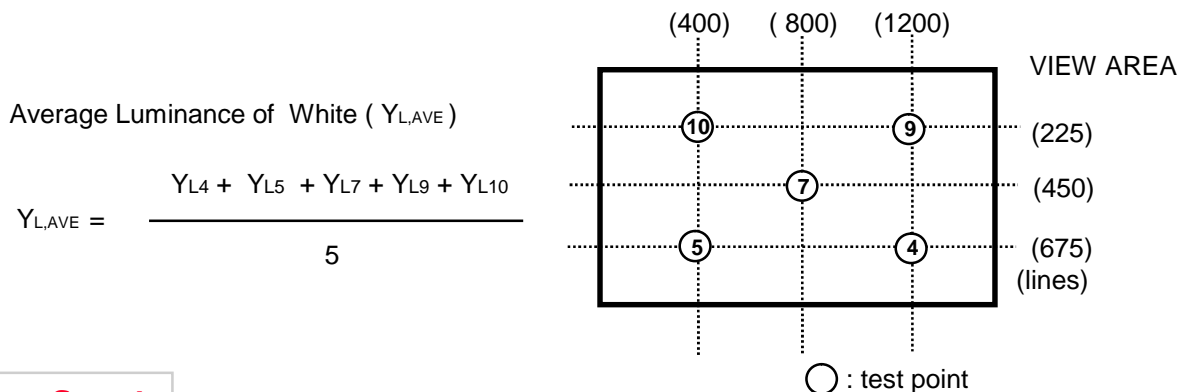 (400) ( 800) (1200)
VIEW AREA
Average Luminance of White ( YL,AVE )
10 9 (225)
YL4 + YL5 + YL7 + YL9 + YL10
7 (450)
YL,AVE =
5
5 4 (675)
(lines)
: test point